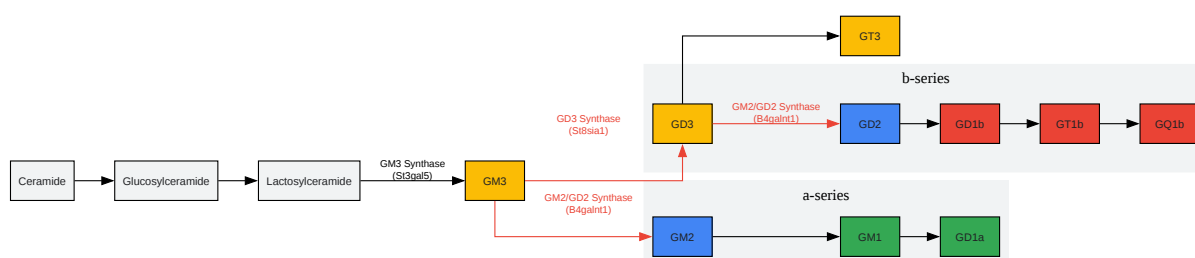 GT3
b-series
GD3 Synthase
(St8sia1)
GM2/GD2 Synthase
(B4galnt1)
GD3
GD2
GD1b
GT1b
GQ1b
Ceramide
Glucosylceramide
Lactosylceramide
GM3 Synthase
(St3gal5)
GM3
GM2/GD2 Synthase
(B4galnt1)
a-series
GM2
GM1
GD1a